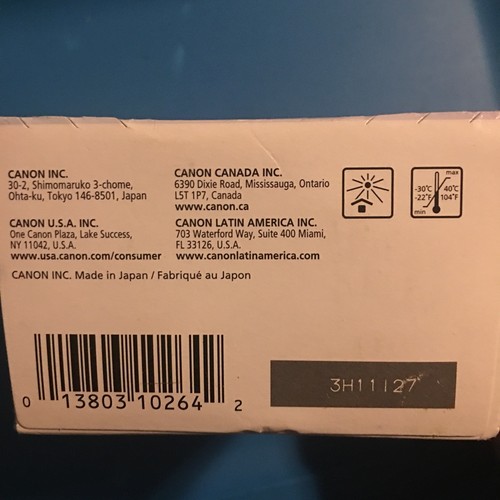 CANON INC.
30-2, Shimomaruko 3-chome,
Ohta-ku, Tokyo 146-8501, Japan
CANON CANADA INC.
6390 Dixie Road, Mississauga, Ontario
L5T 1P7, Canada
www.canon.ca
CANON U.S.A. INC.
One Canon Plaza, Lake Success,
NY 11042, U.S.A.
www.usa.canon.com/consumer
CANON LATIN AMERICA INC.
703 Waterford Way, Suite 400 Miami,
FL 33126, U.S.A.
www.canonlatinamerica.com
max
-30°C 40°C
-22°F 104°F
min
CANON INC. Made in Japan / Fabriqué au Japon
0 13803 10264 2
3H11127